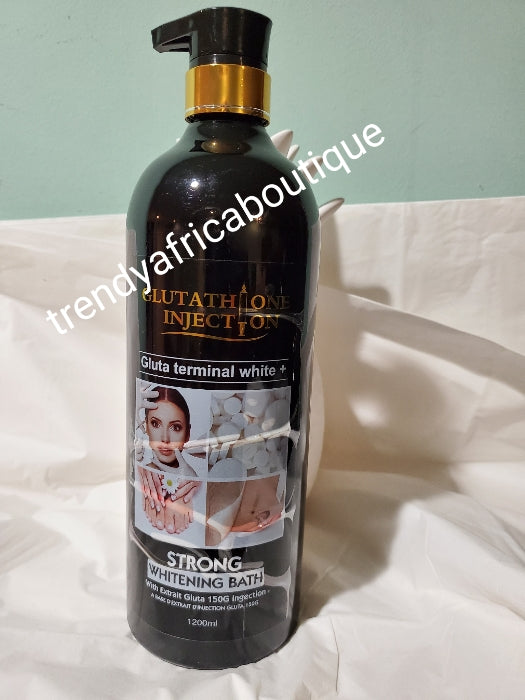 trendyafricaboutique
GLUTATHIONE
INJECTION
Gluta terminal white +
STRONG
WHITENING BATH
With Extrait Gluta 150G Ingection -
A BASE D'EXTRAIT D'INJECTION GLUTA 150G
1200ml